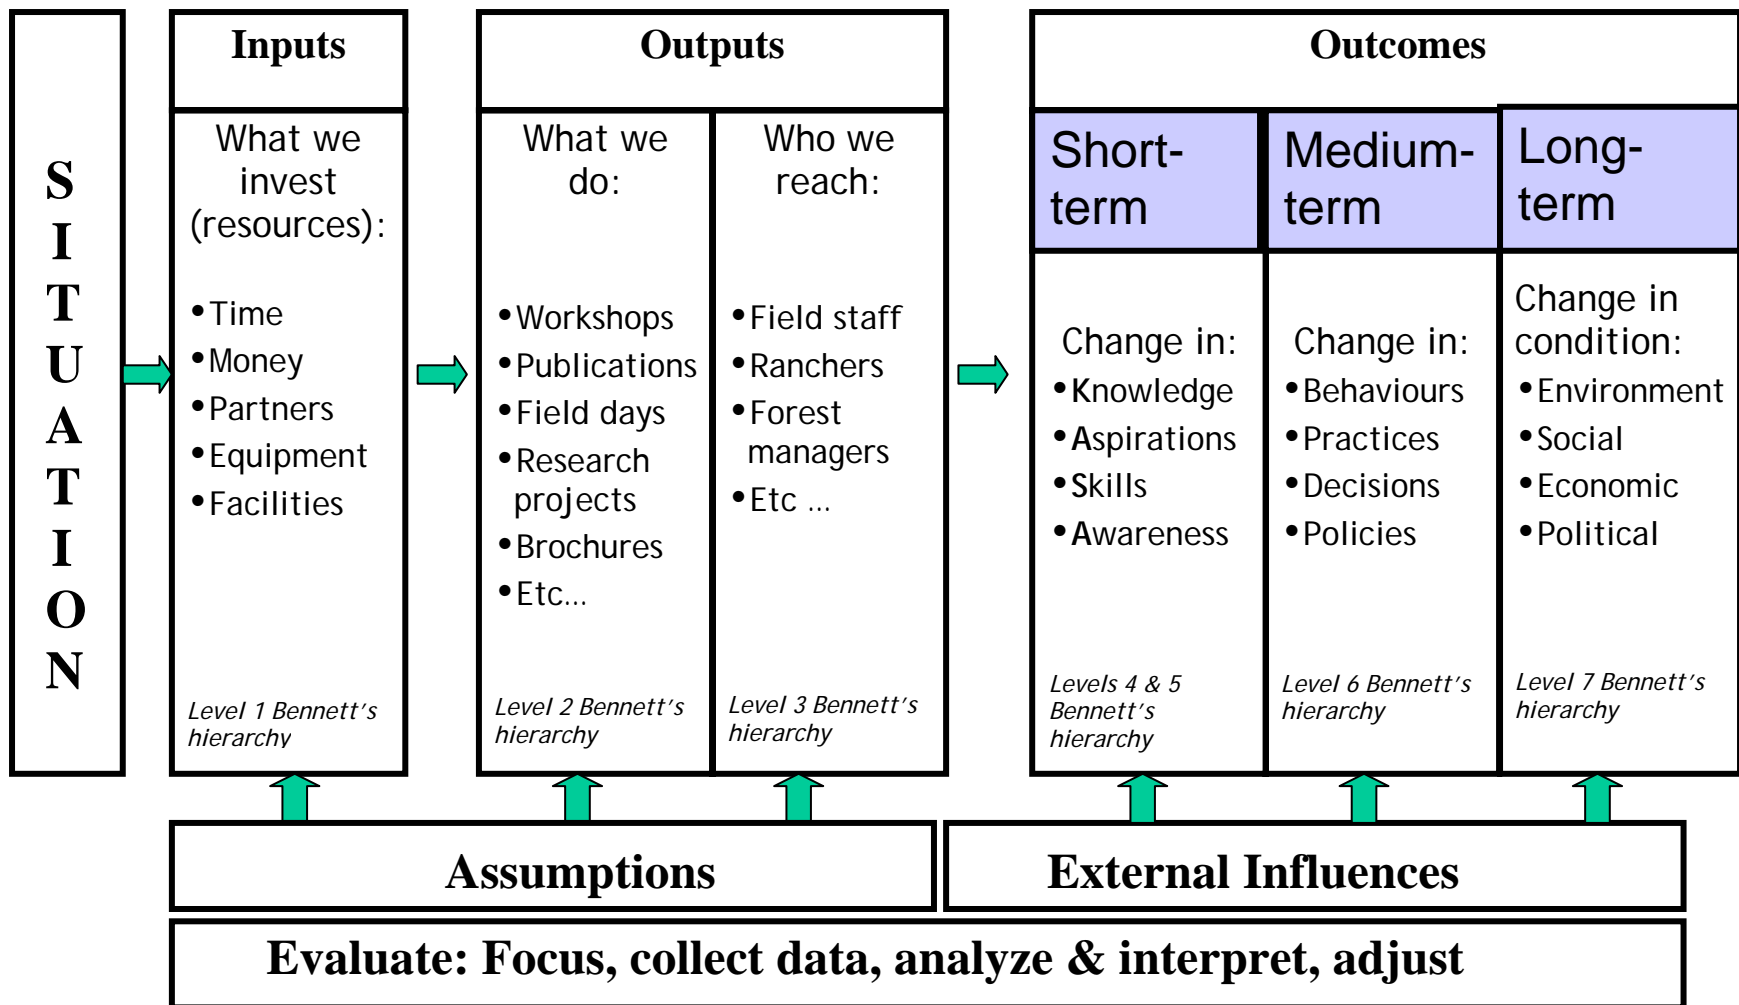 SITUATION
Inputs
What we
invest
(resources):
•Time
•Money
•Partners
•Equipment
•Facilities
Level 1 Bennett's
hierarchy
Outputs
What we
do:
•Workshops
•Publications
•Field days
•Research
projects
•Brochures
•Etc...
Level 2 Bennett's
hierarchy
Who we
reach:
•Field staff
•Ranchers
•Forest
managers
•Etc ...
Level 3 Bennett's
hierarchy
Outcomes
Short-
term
Change in:
•Knowledge
•Aspirations
•Skills
•Awareness
Levels 4 & 5
Bennett's
hierarchy
Medium-
term
Change in:
•Behaviours
•Practices
•Decisions
•Policies
Level 6 Bennett's
hierarchy
Long-
term
Change in
condition:
•Environment
•Social
•Economic
•Political
Level 7 Bennett's
hierarchy
Assumptions
External Influences
Evaluate: Focus, collect data, analyze & interpret, adjust